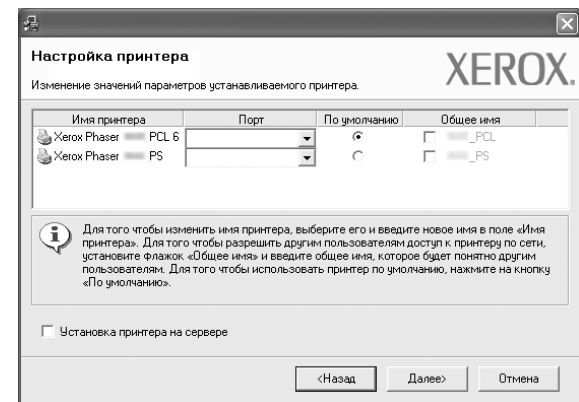 Настройка принтера
Изменение значений параметров устанавливаемого принтера.
XEROX.
Имя принтера Порт По умолчанию Общее имя
Xerox Phaser PCL 6 _PCL
Xerox Phaser PS _PS
Для того чтобы изменить имя принтера, выберите его и введите новое имя в поле «Имя
принтера». Для того чтобы разрешить другим пользователям доступ к принтеру по сети,
установите флажок «Общее имя» и введите общее имя, которое будет понятно другим
пользователям. Для того чтобы использовать принтер по умолчанию, нажмите на кнопку
«По умолчанию».
Установка принтера на сервере
<Назад Далее> Отмена